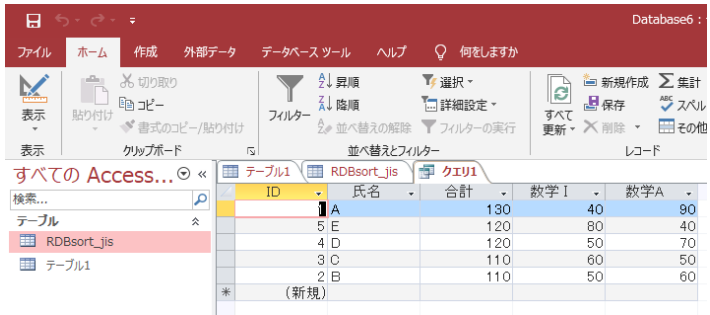 Database6 :
ファイル ホーム 作成 外部データ データベース ツール ヘルプ 何をしますか
表示
貼り付け
切り取り
コピー
書式のコピー/貼り付け
フィルター
昇順
降順
並べ替えの解除
選択
詳細設定
フィルターの実行
すべて
更新
新規作成
保存
削除
集計
スペル
その他
表示 クリップボード 並べ替えとフィルター レコード
すべての Access...
検索...
テーブル
RDBsort_jis
テーブル1
テーブル1 RDBsort_jis クエリ1
ID 氏名 合計 数学Ⅰ 数学A
1 A 130 40 90
5 E 120 80 40
4 D 120 50 70
3 C 110 60 50
2 B 110 50 60
* (新規)